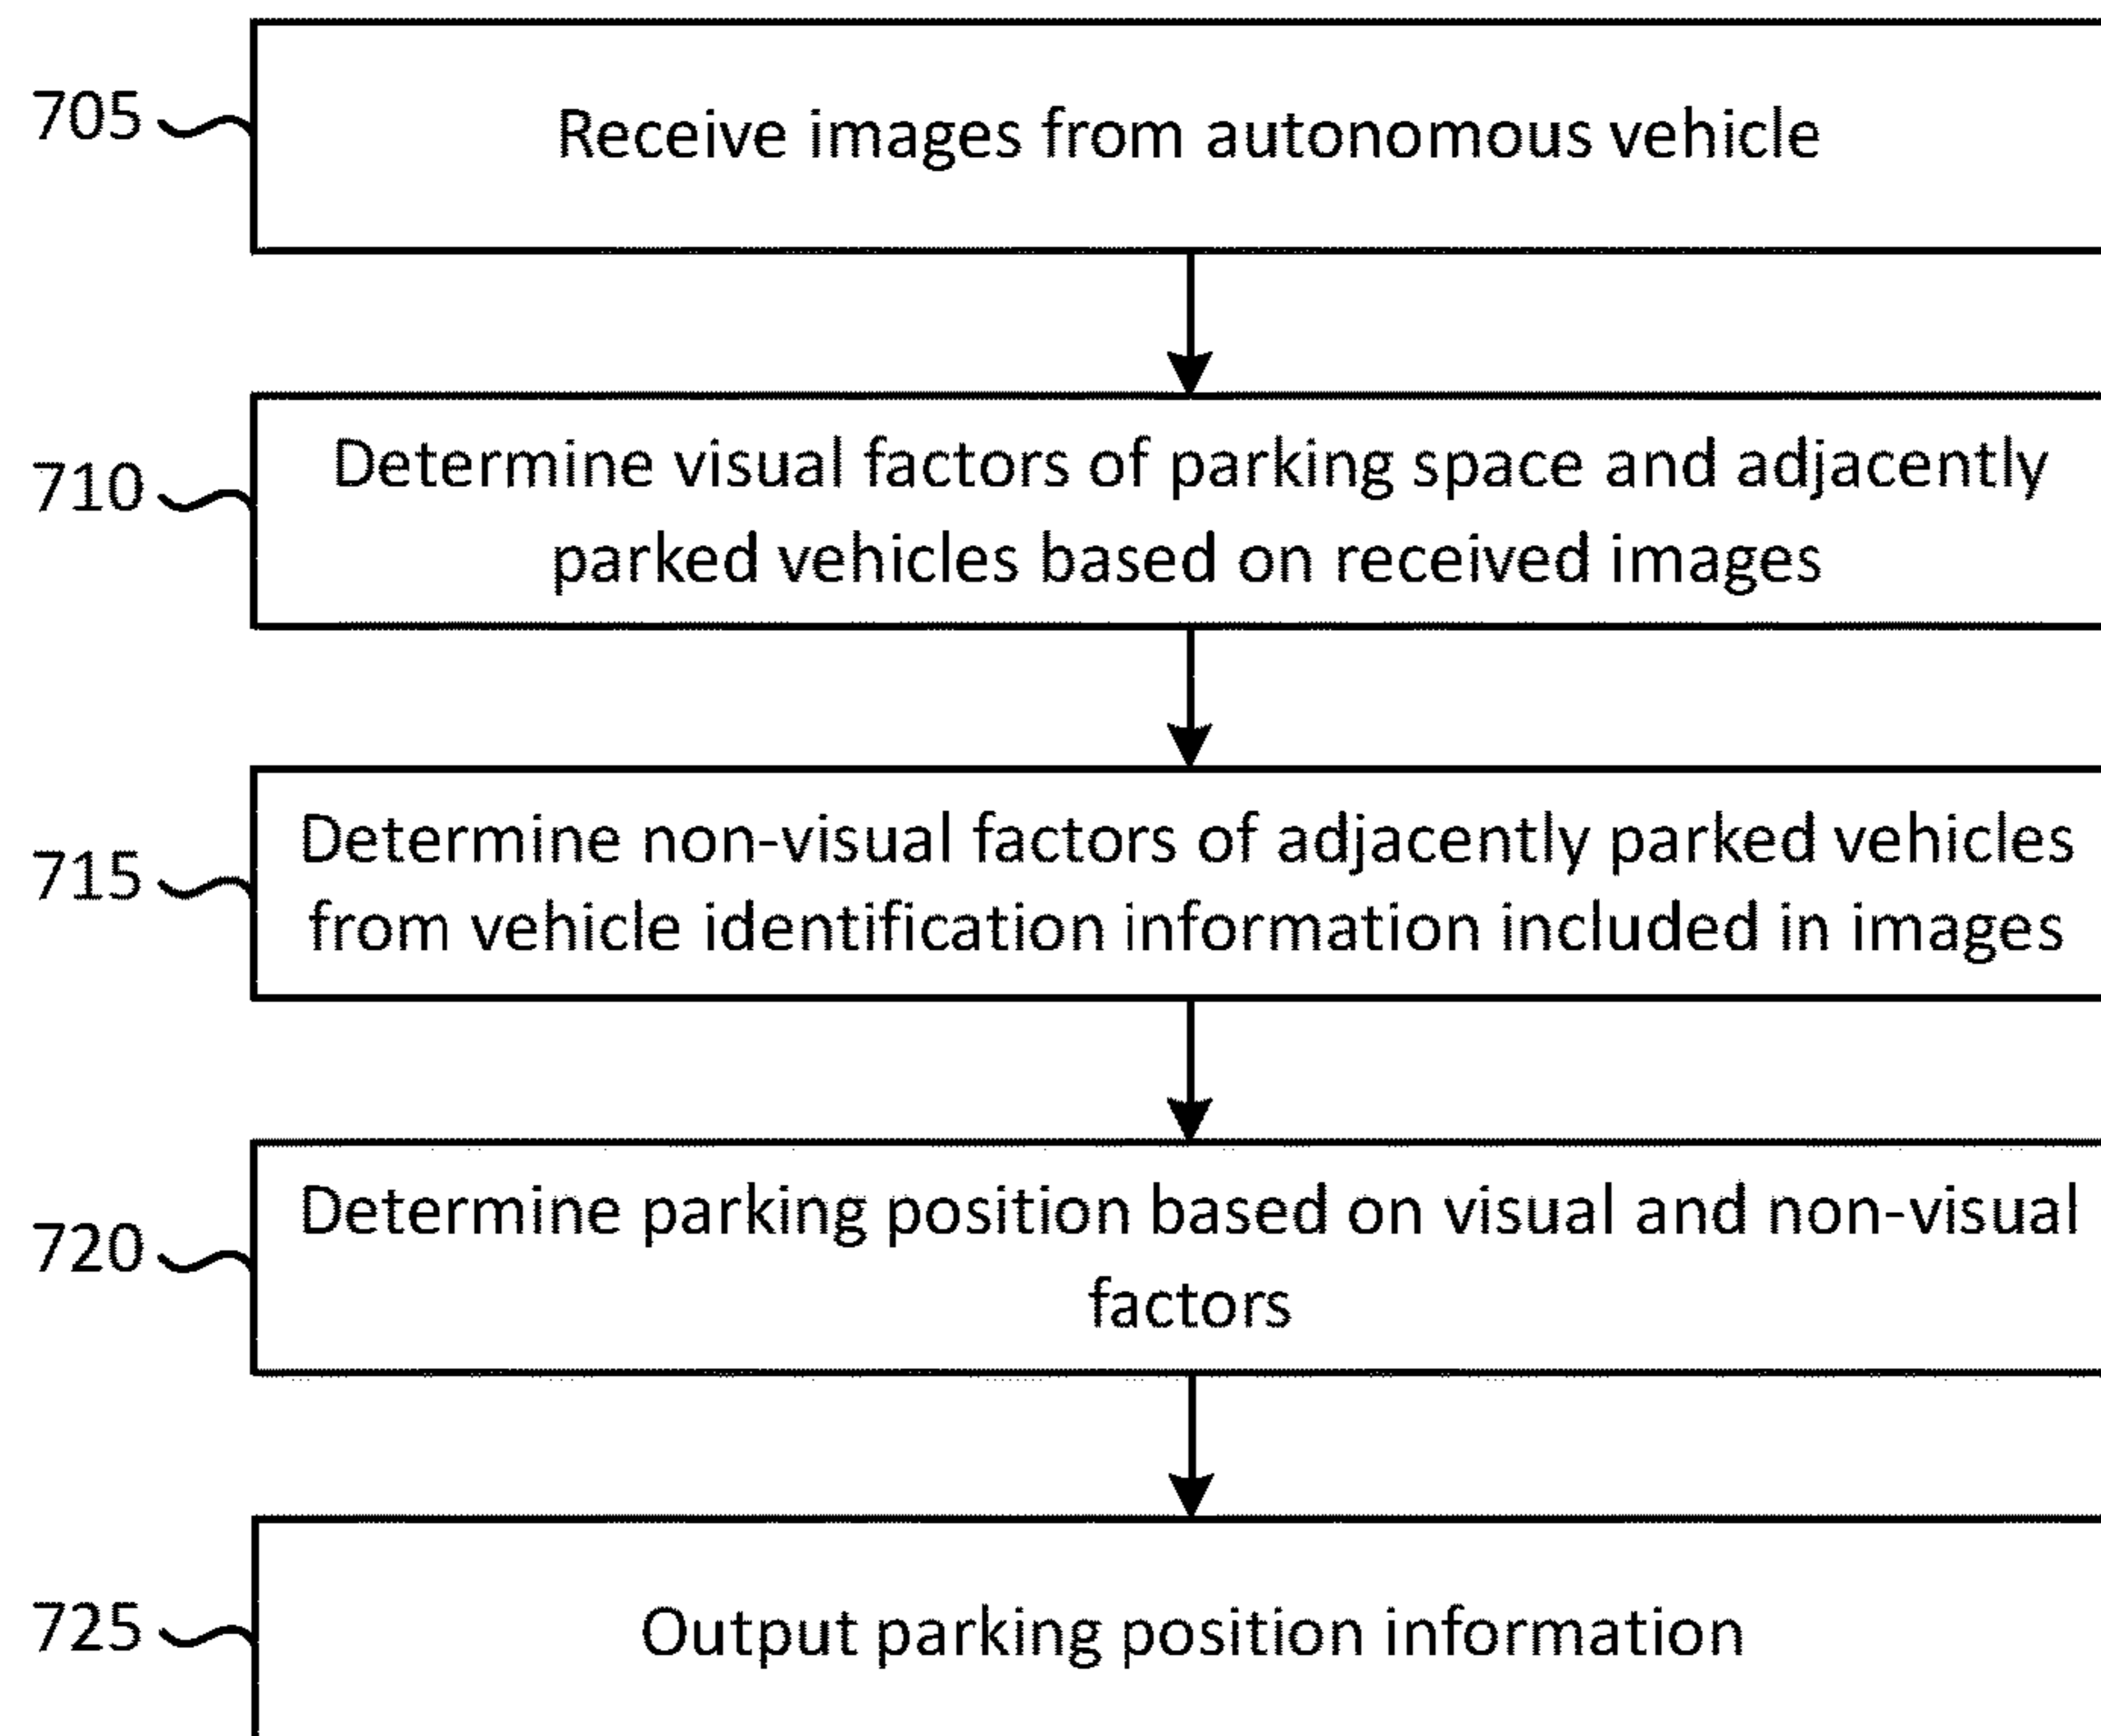 705
Receive images from autonomous vehicle
710
Determine visual factors of parking space and adjacently
parked vehicles based on received images
715
Determine non-visual factors of adjacently parked vehicles
from vehicle identification information included in images
720
Determine parking position based on visual and non-visual
factors
725
Output parking position information